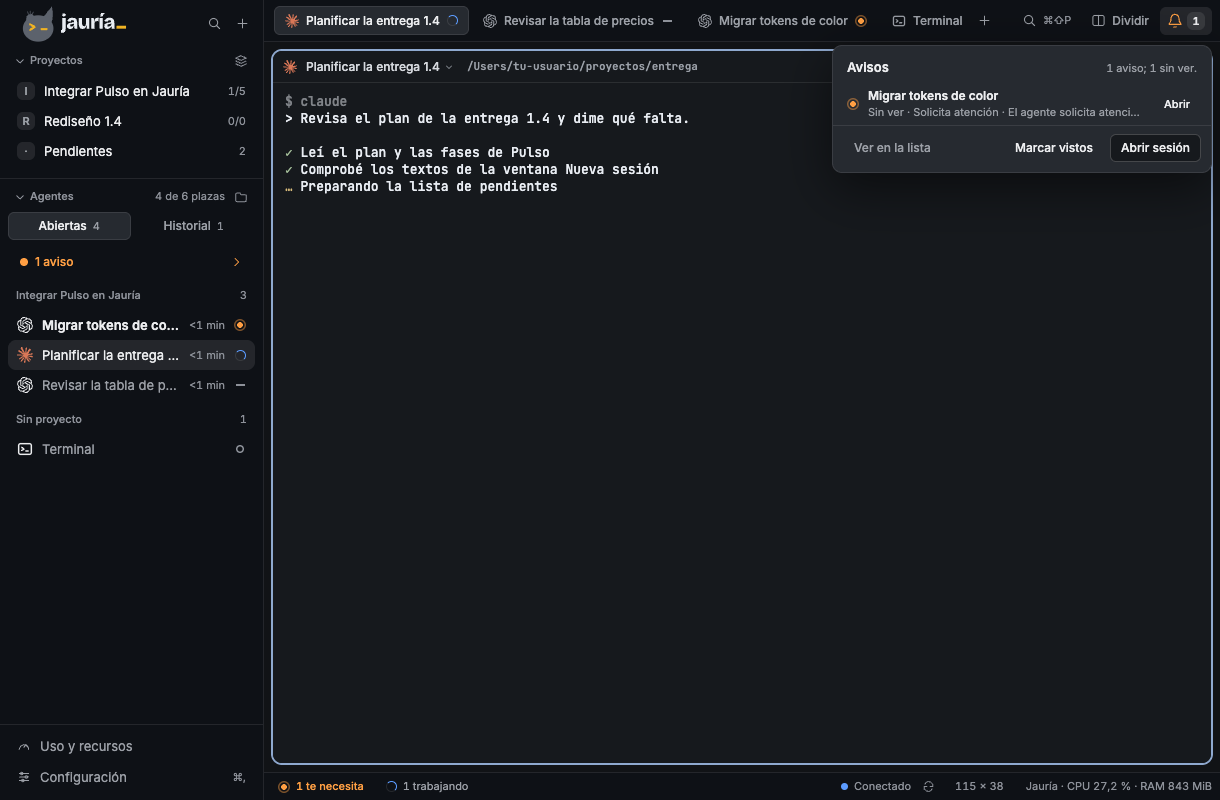 jauría_
Proyectos
I Integrar Pulso en Jauría 1/5
R Rediseño 1.4 0/0
· Pendientes 2
Agentes 4 de 6 plazas
Abiertas 4 Historial 1
1 aviso
Integrar Pulso en Jauría 3
Migrar tokens de co... <1 min
Planificar la entrega ... <1 min
Revisar la tabla de p... <1 min
Sin proyecto 1
Terminal
Uso y recursos
Configuración ⌘,
Planificar la entrega 1.4 Revisar la tabla de precios Migrar tokens de color Terminal ⌘⇧P Dividir 1
Planificar la entrega 1.4 /Users/tu-usuario/proyectos/entrega
$ claude
> Revisa el plan de la entrega 1.4 y dime qué falta.
✓ Leí el plan y las fases de Pulso
✓ Comprobé los textos de la ventana Nueva sesión
… Preparando la lista de pendientes
Avisos 1 aviso; 1 sin ver.
Migrar tokens de color
Sin ver · Solicita atención · El agente solicita atenci... Abrir
Ver en la lista Marcar vistos Abrir sesión
1 te necesita 1 trabajando Conectado 115 × 38 Jauría · CPU 27,2 % · RAM 843 MiB